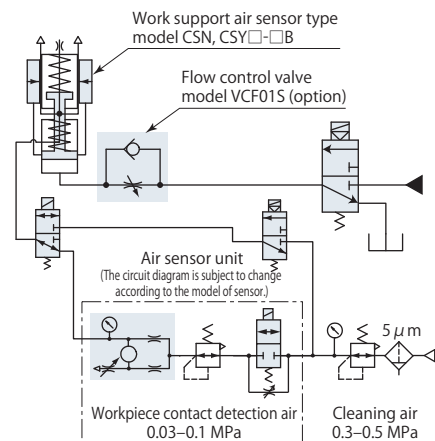 Work support air sensor type
model CSN, CSY□-□B
Flow control valve
model VCF01S (option)
Air sensor unit
(The circuit diagram is subject to change
according to the model of sensor.)
5 μm
Workpiece contact detection air
0.03–0.1 MPa
Cleaning air
0.3–0.5 MPa